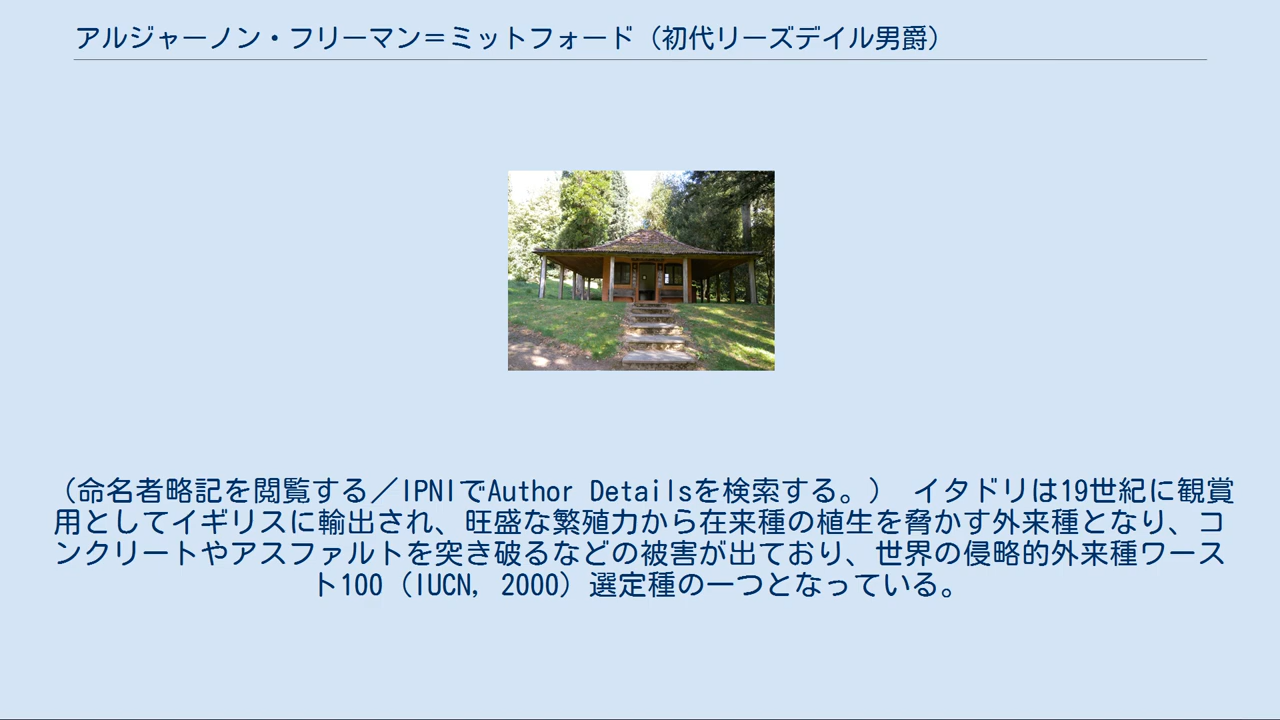 アルジャーノン・フリーマン＝ミットフォード（初代リーズデイル男爵）
（命名者略記を閲覧する／IPNIでAuthor Detailsを検索する。） イタドリは19世紀に観賞
用としてイギリスに輸出され、旺盛な繁殖力から在来種の植生を脅かす外来種となり、コ
ンクリートやアスファルトを突き破るなどの被害が出ており、世界の侵略的外来種ワース
ト100（IUCN, 2000）選定種の一つとなっている。